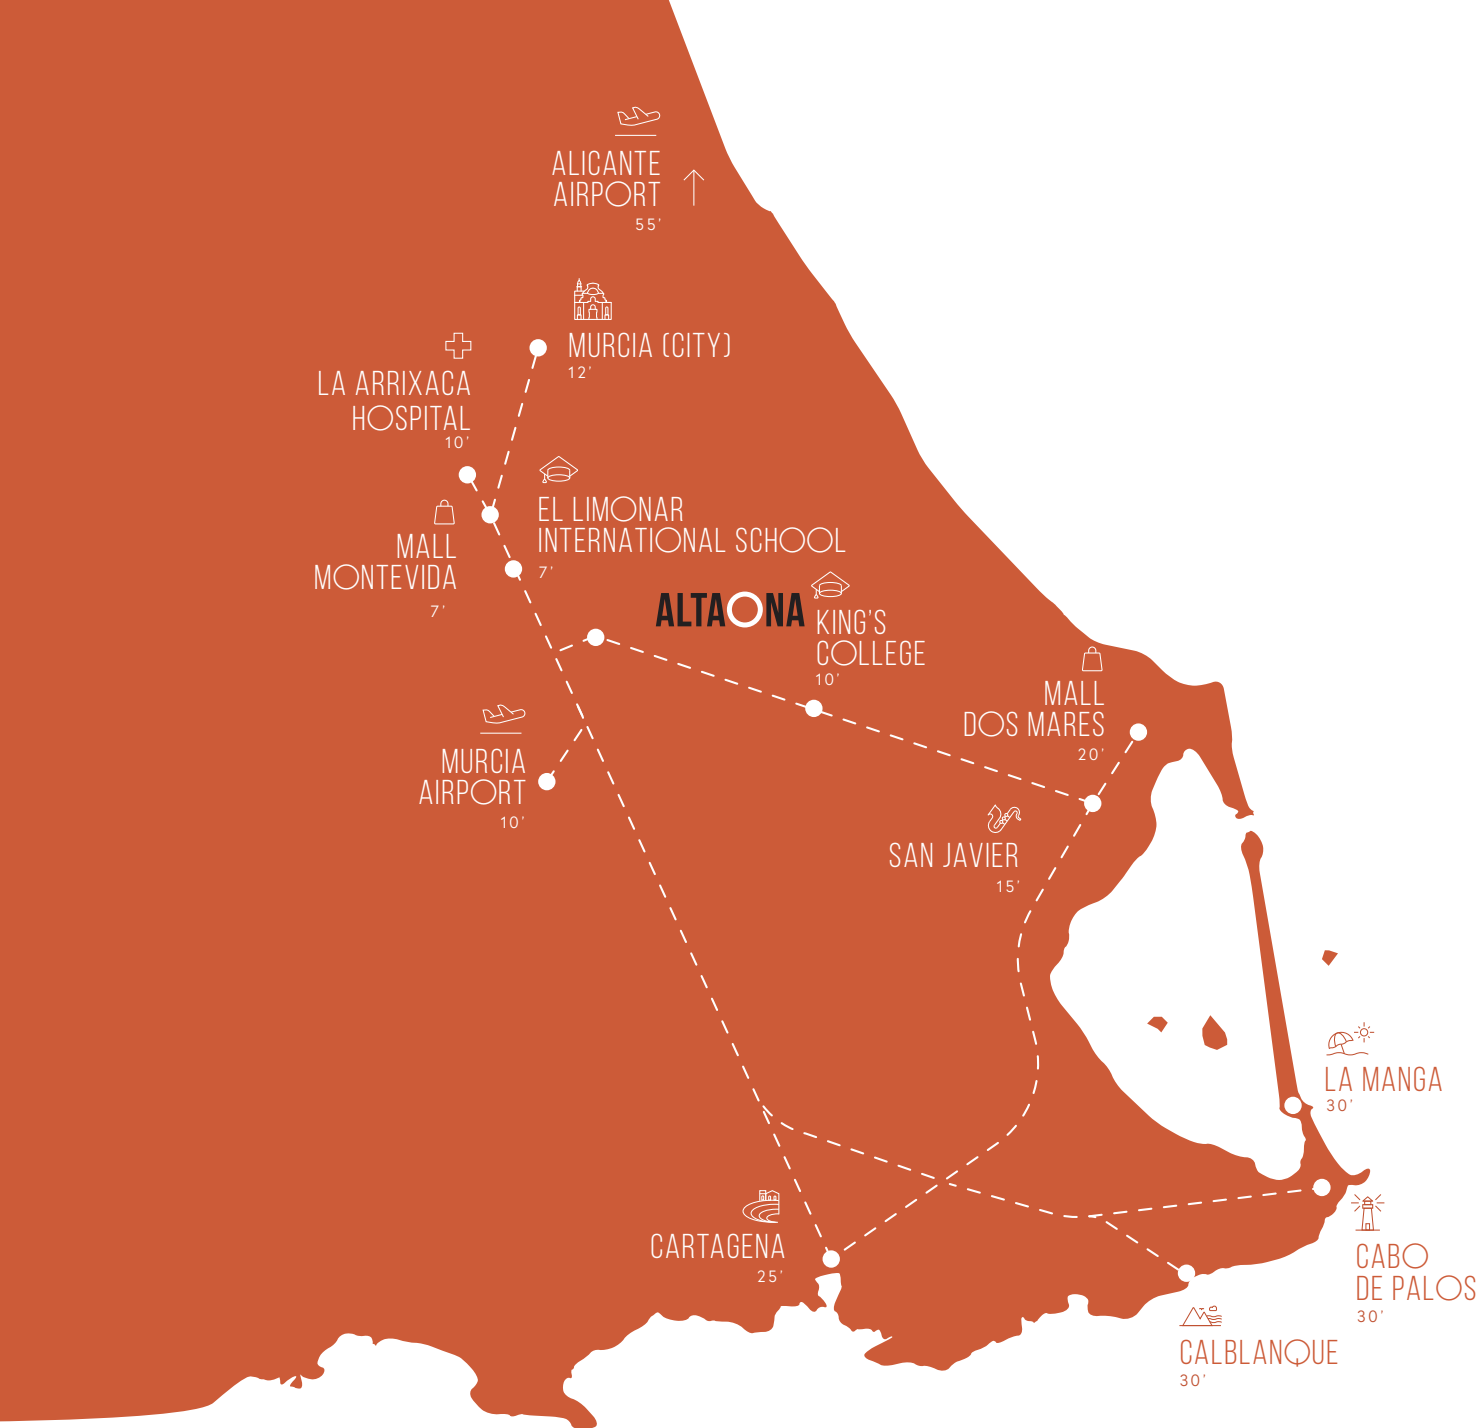 ALICANTE
AIRPORT
55'
MURCIA (CITY)
12'
LA ARRIXACA
HOSPITAL
10'
EL LIMONAR
INTERNATIONAL SCHOOL
7'
MALL
MONTEVIDA
7'
ALTAONA
KING'S
COLLEGE
10'
MALL
DOS MARES
20'
MURCIA
AIRPORT
10'
SAN JAVIER
15'
LA MANGA
30'
CARTAGENA
25'
CABO
DE PALOS
30'
CALBLANQUE
30'